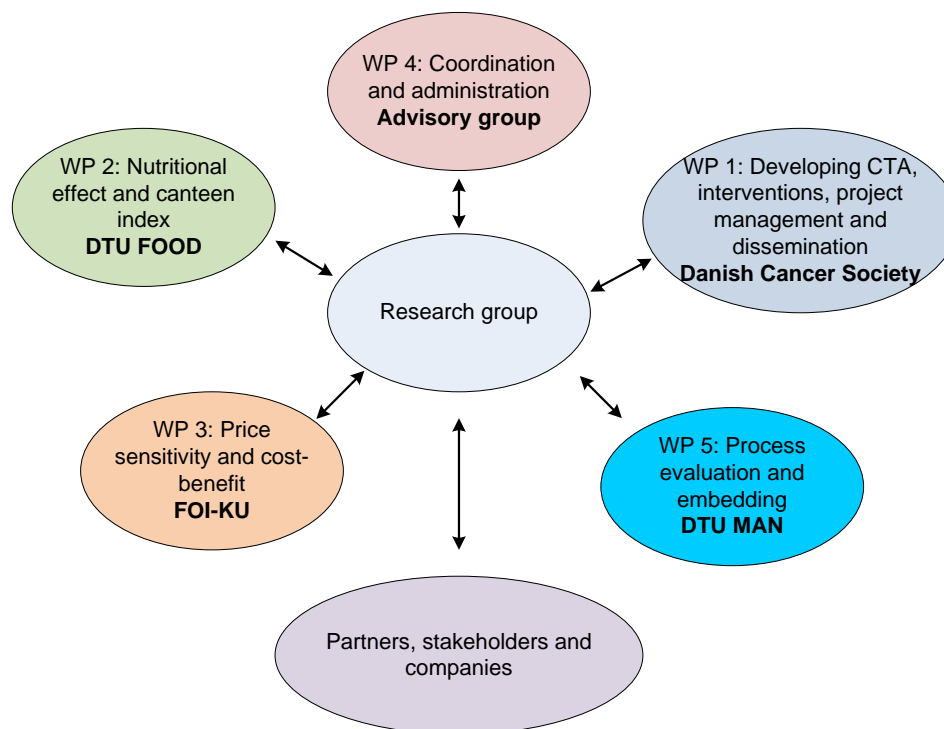 WP 4: Coordination
and administration
Advisory group
WP 2: Nutritional
effect and canteen
index
DTU FOOD
WP 1: Developing CTA,
interventions, project
management and
dissemination
Danish Cancer Society
Research group
WP 3: Price
sensitivity and cost-
benefit
FOI-KU
WP 5: Process
evaluation and
embedding
DTU MAN
Partners, stakeholders and
companies